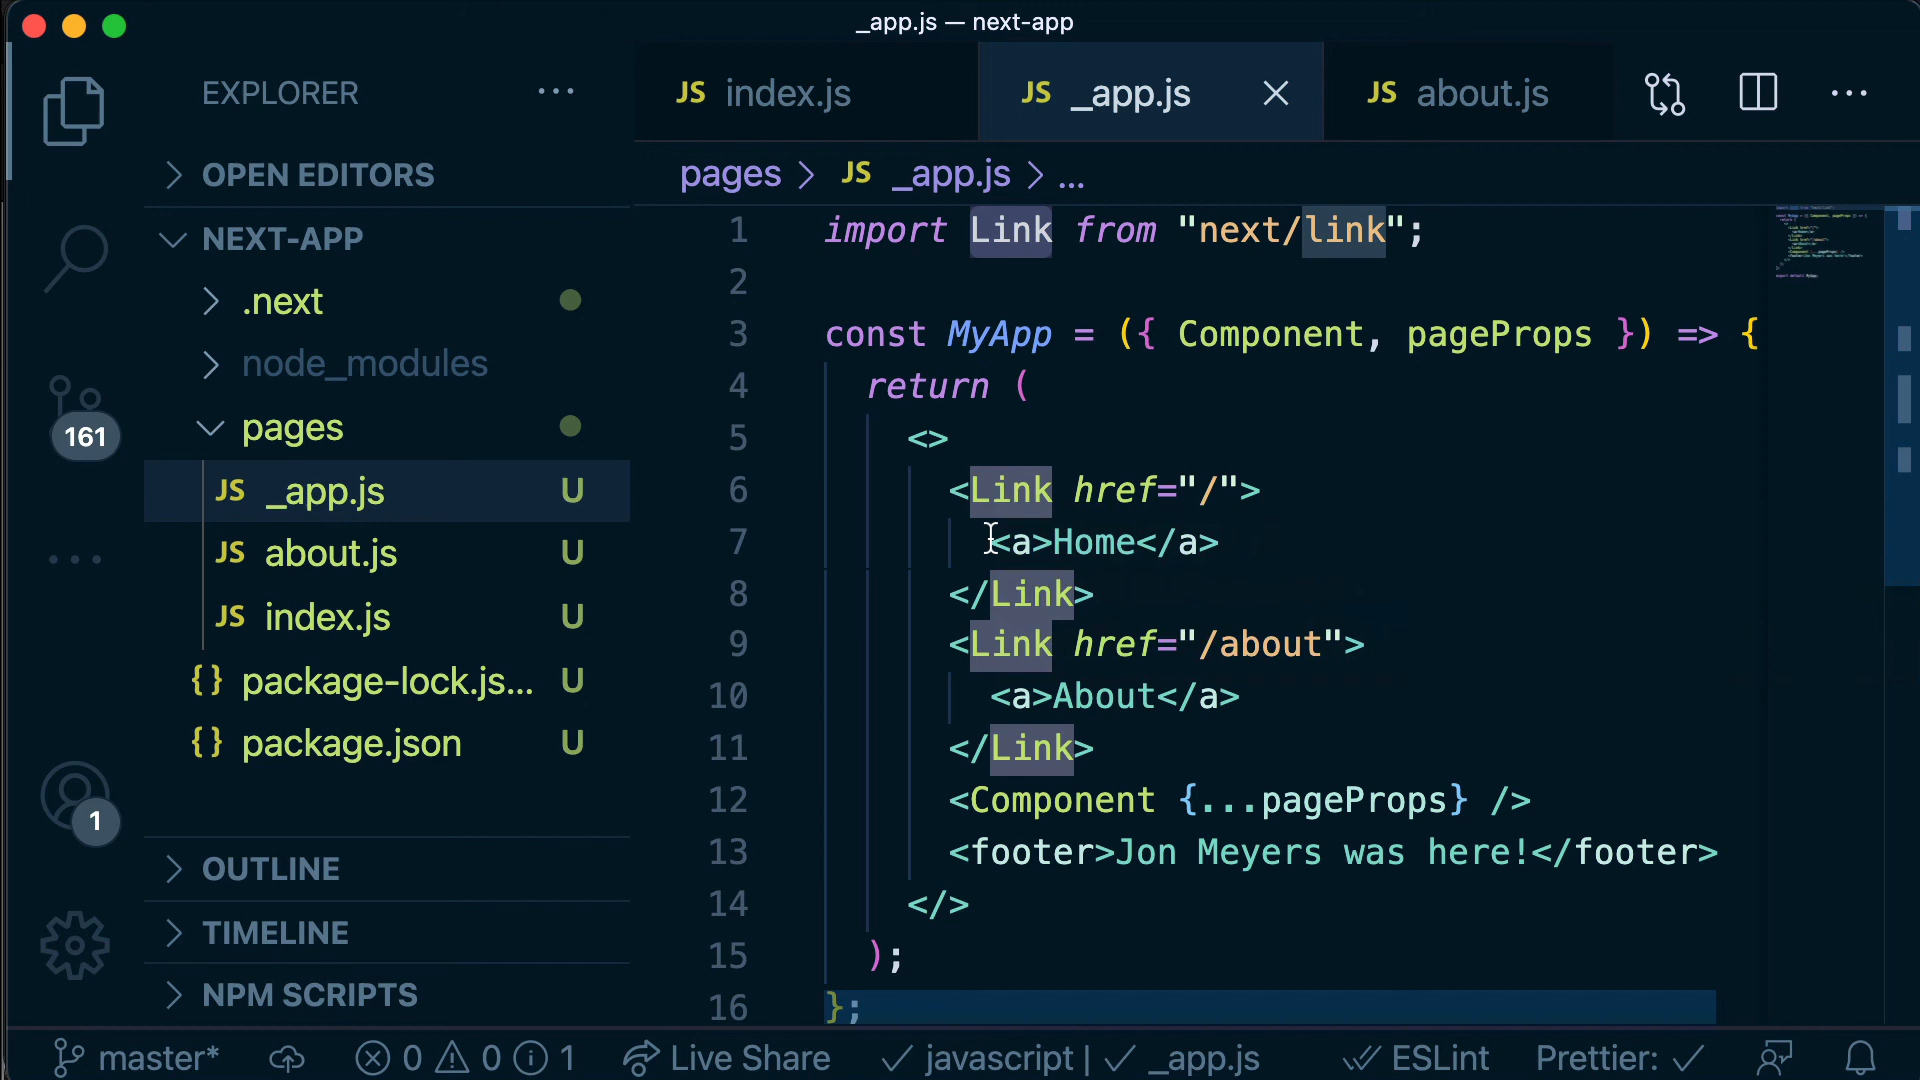 _app.js — next-app
EXPLORER
...
JS index.js
JS _app.js
JS about.js
...
OPEN EDITORS
NEXT-APP
.next
node_modules
pages
JS _app.js U
JS about.js U
JS index.js U
{} package-lock.js... U
{} package.json U
161
1
OUTLINE
TIMELINE
NPM SCRIPTS
pages > JS _app.js > ...
1 import Link from "next/link";
2
3 const MyApp = ({ Component, pageProps }) => {
4 return (
5 <>
6 <Link href="/">
7 <a>Home</a>
8 </Link>
9 <Link href="/about">
10 <a>About</a>
11 </Link>
12 <Component {...pageProps} />
13 <footer>Jon Meyers was here!</footer>
14 </>
15 );
16 };
master* 0 0 1 Live Share javascript | _app.js ESLint Prettier: